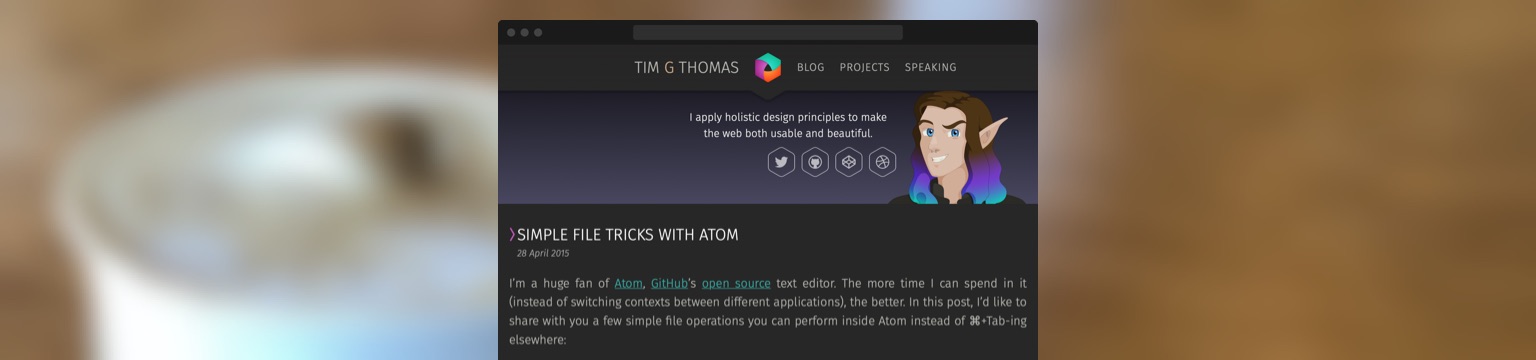 TIM G THOMAS
BLOG PROJECTS SPEAKING
I apply holistic design principles to make
the web both usable and beautiful.
SIMPLE FILE TRICKS WITH ATOM
28 April 2015
I'm a huge fan of Atom, GitHub's open source text editor. The more time I can spend in it
(instead of switching contexts between different applications), the better. In this post, I'd like to
share with you a few simple file operations you can perform inside Atom instead of ⌘+Tab-ing
elsewhere: